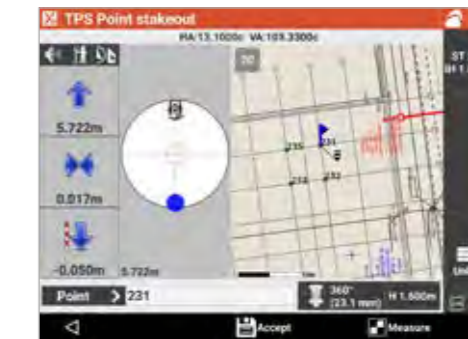 TPS Point stakeout
HA:13.1000c VA:103.3300c
2D
ST
5.722m
235 231
234 232
0.017m
-0.050m 5.722m
Point 231
360°
(23.1 mm)
H 1.600m
Accept
Measure